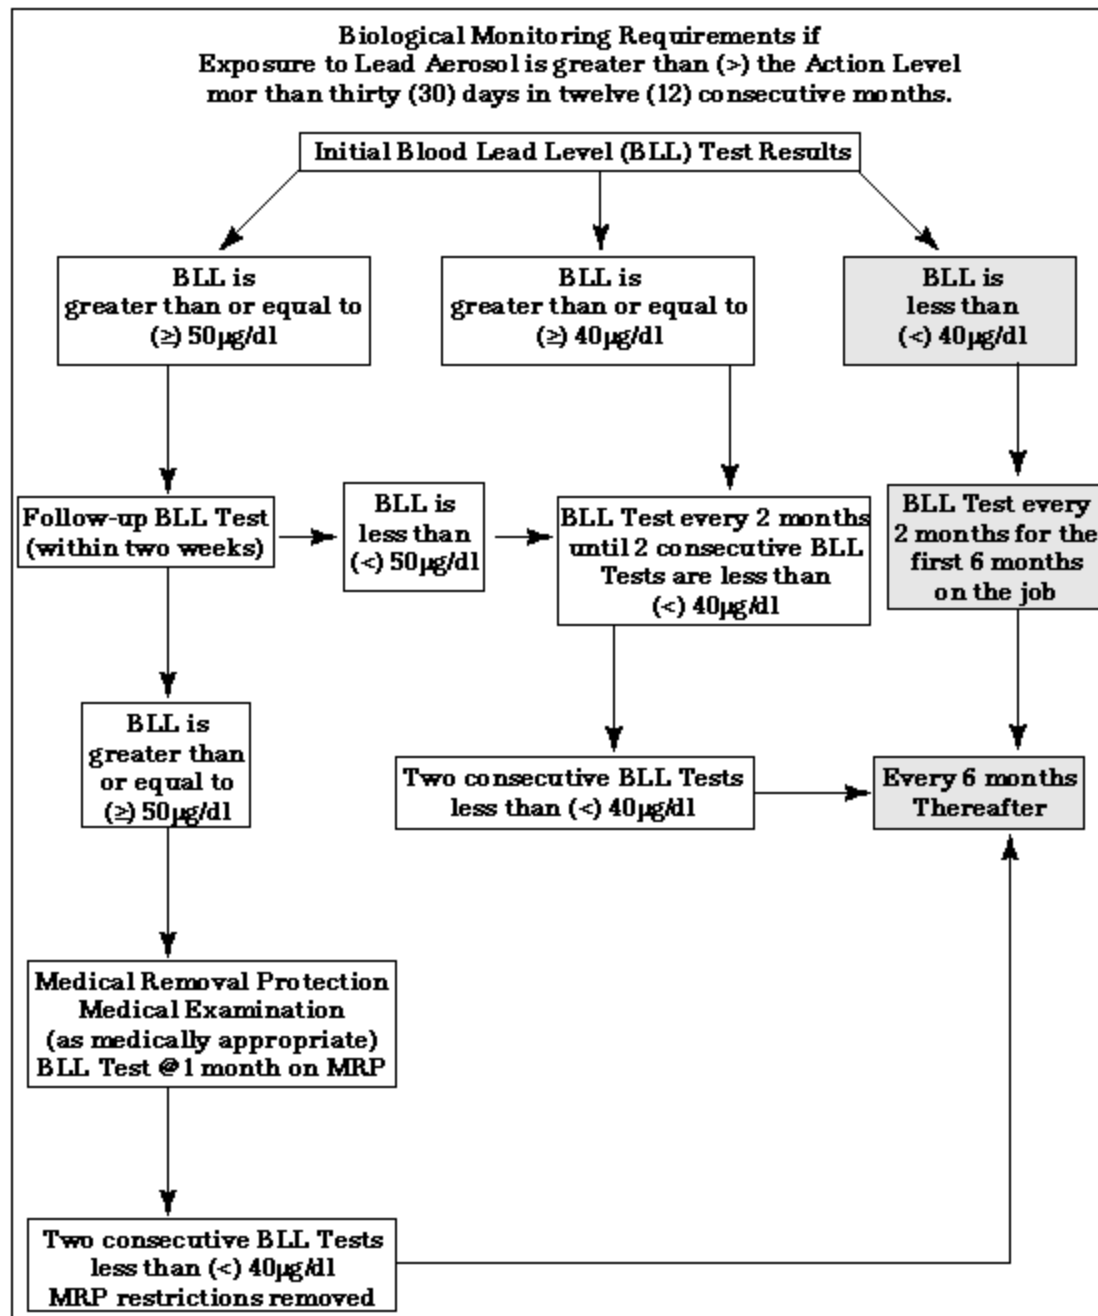 Biological Monitoring Requirements if
Exposure to Lead Aerosol is greater than (>) the Action Level
mor than thirty (30) days in twelve (12) consecutive months.
Initial Blood Lead Level (BLL) Test Results
BLL is
greater than or equal to
(≥) 50µg/dl
BLL is
greater than or equal to
(≥) 40µg/dl
BLL is
less than
(<) 40µg/dl
Follow-up BLL Test
(within two weeks)
BLL is
less than
(<) 50µg/dl
BLL Test every 2 months
until 2 consecutive BLL
Tests are less than
(<) 40µg/dl
BLL Test every
2 months for the
first 6 months
on the job
BLL is
greater than
or equal to
(≥) 50µg/dl
Two consecutive BLL Tests
less than (<) 40µg/dl
Every 6 months
Thereafter
Medical Removal Protection
Medical Examination
(as medically appropriate)
BLL Test @ 1 month on MRP
Two consecutive BLL Tests
less than (<) 40µg/dl
MRP restrictions removed